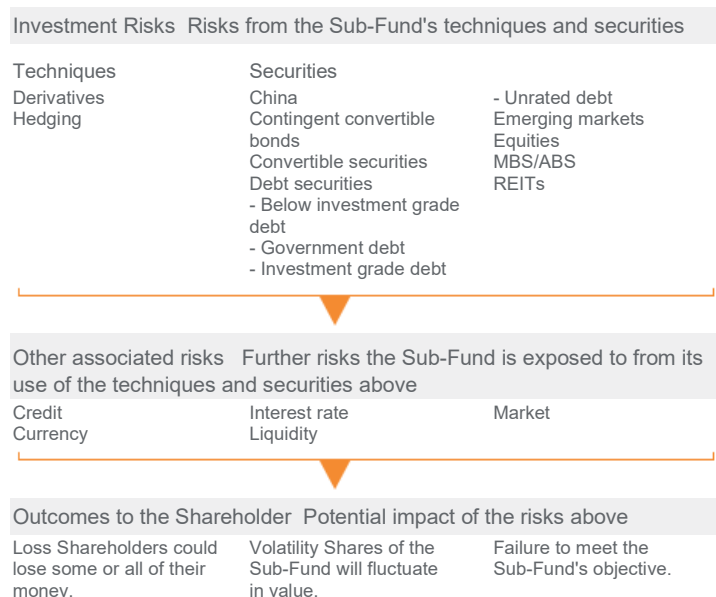 Investment Risks Risks from the Sub-Fund's techniques and securities
Techniques
Derivatives
Hedging
Securities
China
Contingent convertible
bonds
Convertible securities
Debt securities
- Below investment grade
debt
- Government debt
- Investment grade debt
- Unrated debt
Emerging markets
Equities
MBS/ABS
REITs
Other associated risks Further risks the Sub-Fund is exposed to from its
use of the techniques and securities above
Credit
Currency
Interest rate
Liquidity
Market
Outcomes to the Shareholder Potential impact of the risks above
Loss Shareholders could
lose some or all of their
money.
Volatility Shares of the
Sub-Fund will fluctuate
in value.
Failure to meet the
Sub-Fund's objective.